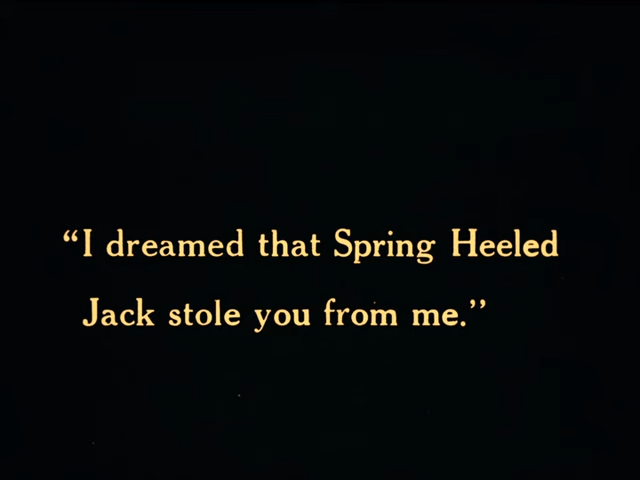 “I dreamed that Spring Heeled
Jack stole you from me.’’